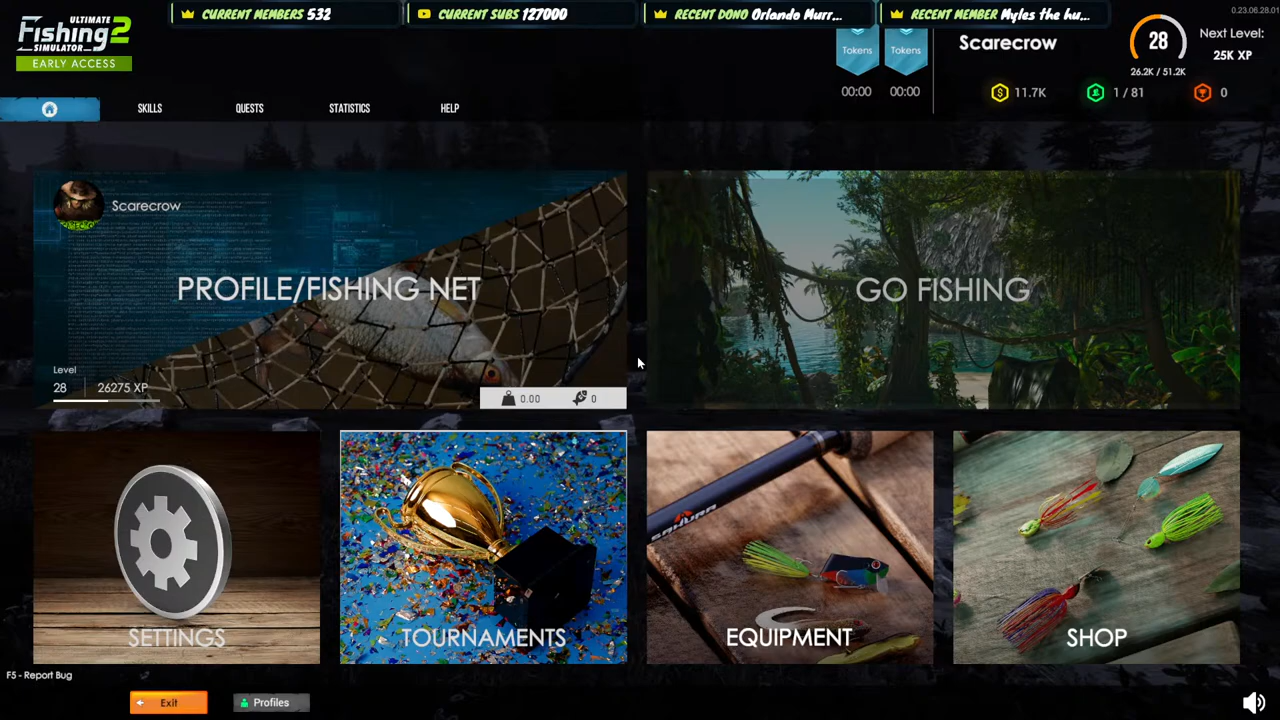 CURRENT MEMBERS 532
CURRENT SUBS 127000
RECENT DONO Orlando Murr...
RECENT MEMBER Myles the hu...
0.23.06.28.01
ULTIMATE
Fishing 2
SIMULATOR
EARLY ACCESS
Tokens
Tokens
00:00
00:00
Scarecrow
28
26.2K / 51.2K
Next Level:
25K XP
11.7K
1 / 81
0
SKILLS
QUESTS
STATISTICS
HELP
Scarecrow
PROFILE/FISHING NET
Level
28
26275 XP
0.00
0
GO FISHING
SETTINGS
TOURNAMENTS
SAKURA
EQUIPMENT
SHOP
F5 - Report Bug
Exit
Profiles